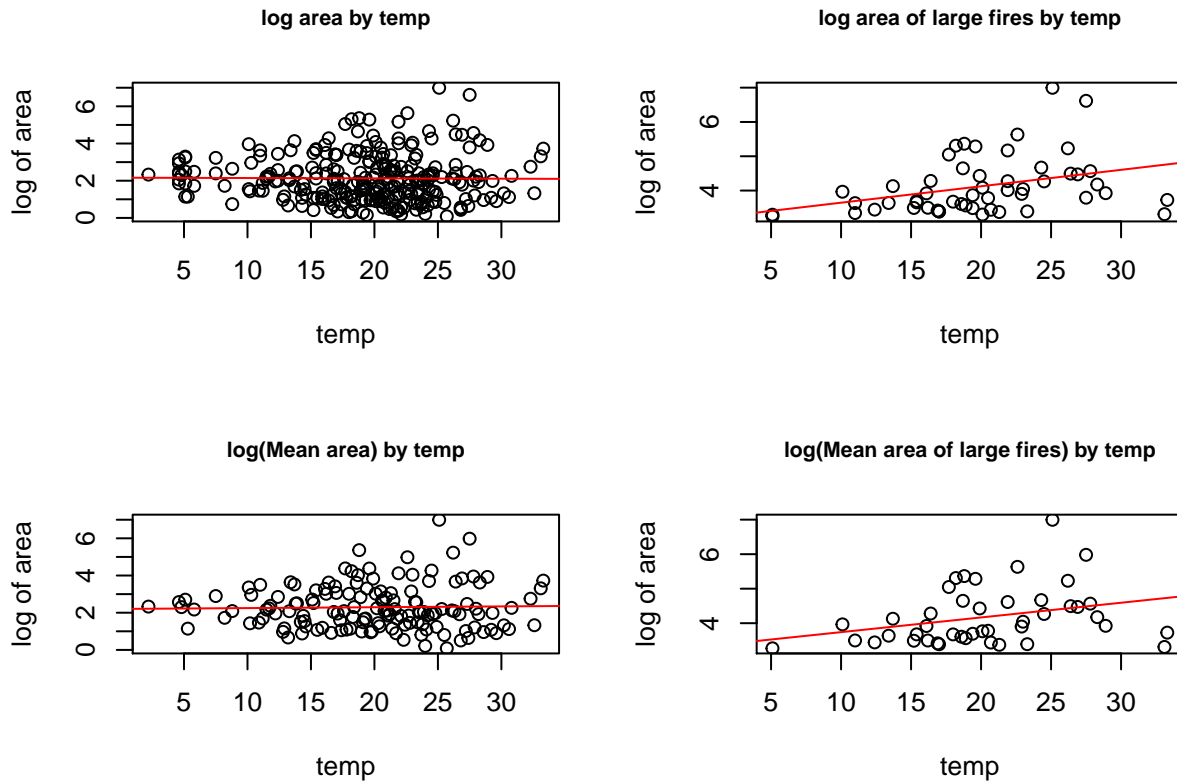 log area by temp
log of area
0 2 4 6
5 10 15 20 25 30
temp
log area of large fires by temp
log of area
4 6
5 10 15 20 25 30
temp
log(Mean area) by temp
log of area
0 2 4 6
5 10 15 20 25 30
temp
log(Mean area of large fires) by temp
log of area
4 6
5 10 15 20 25 30
temp